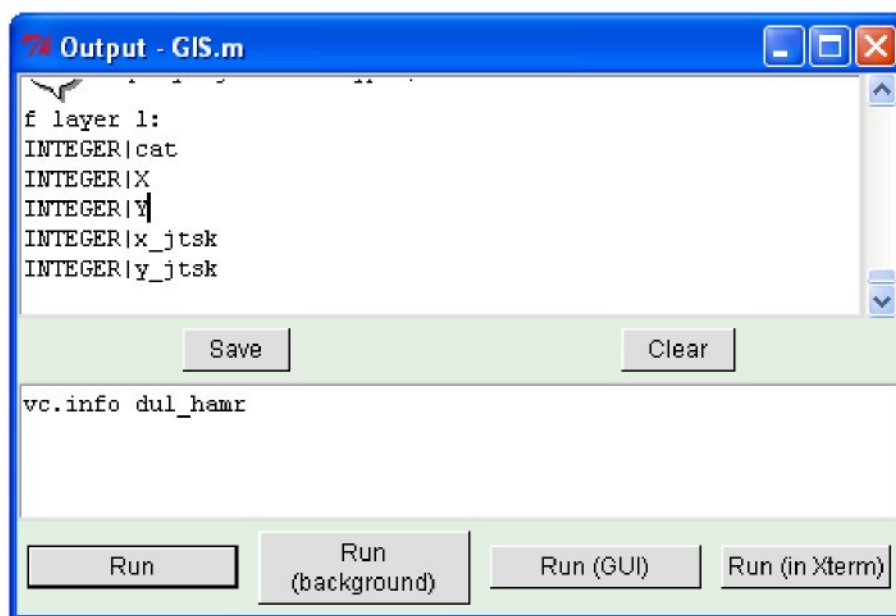 Output - GIS.m
f layer 1:
INTEGER|cat
INTEGER|X
INTEGER|Y
INTEGER|x_jtsk
INTEGER|y_jtsk
Save
Clear
vc.info dul_hamr
Run
Run
(background)
Run (GUI)
Run (in Xterm)